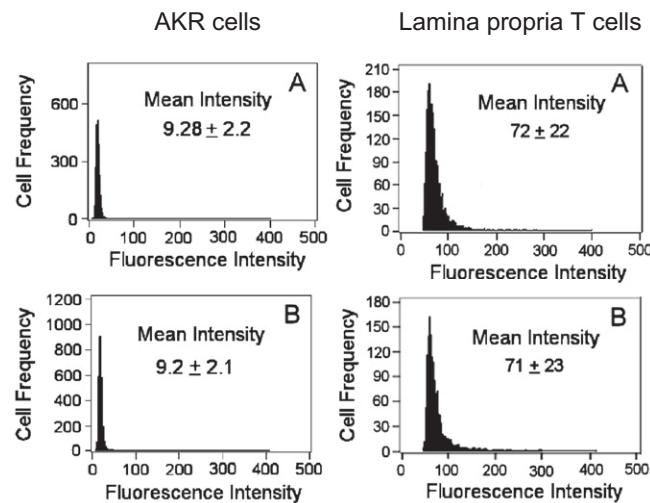 AKR cells
Lamina propria T cells
A
Mean Intensity
9.28 ± 2.2
Cell Frequency
600
300
0
0 100 200 300 400 500
Fluorescence Intensity
A
Mean Intensity
72 ± 22
Cell Frequency
210
180
150
120
90
60
30
0
0 100 200 300 400 500
Fluorescence Intensity
B
Mean Intensity
9.2 ± 2.1
Cell Frequency
1200
1000
800
600
400
200
0
0 100 200 300 400 500
Fluorescence Intensity
B
Mean Intensity
71 ± 23
Cell Frequency
180
150
120
90
60
30
0
0 100 200 300 400 500
Fluorescence Intensity